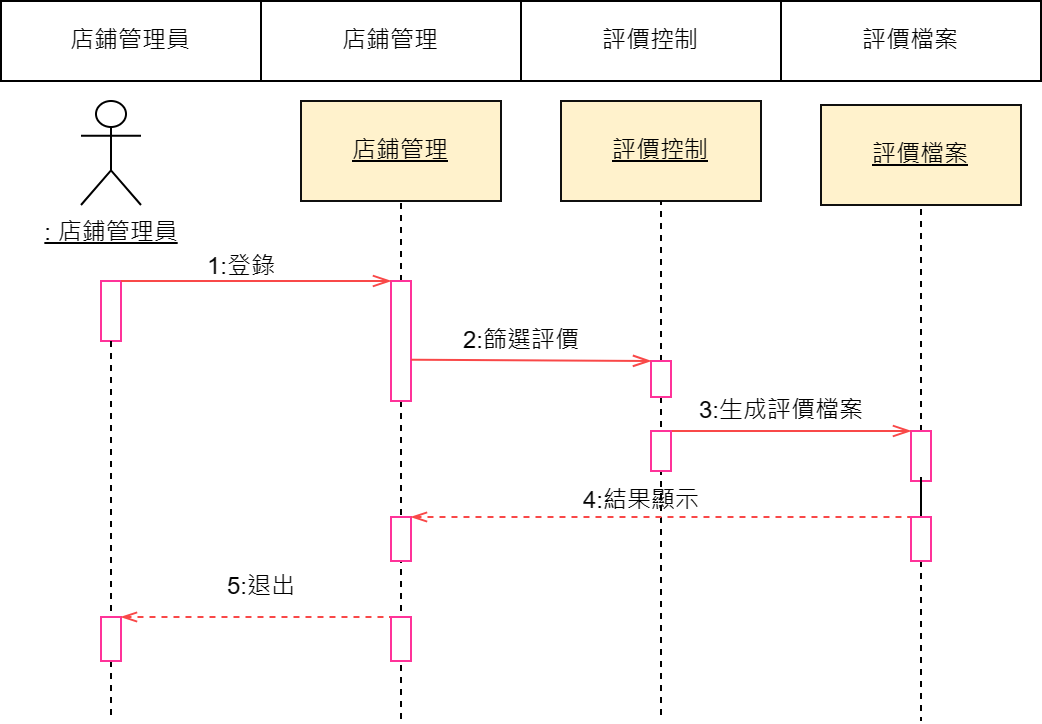 店鋪管理員
店鋪管理
評價控制
評價檔案
店鋪管理
評價控制
評價檔案
: 店鋪管理員
1:登錄
2:篩選評價
3:生成評價檔案
4:結果顯示
5:退出